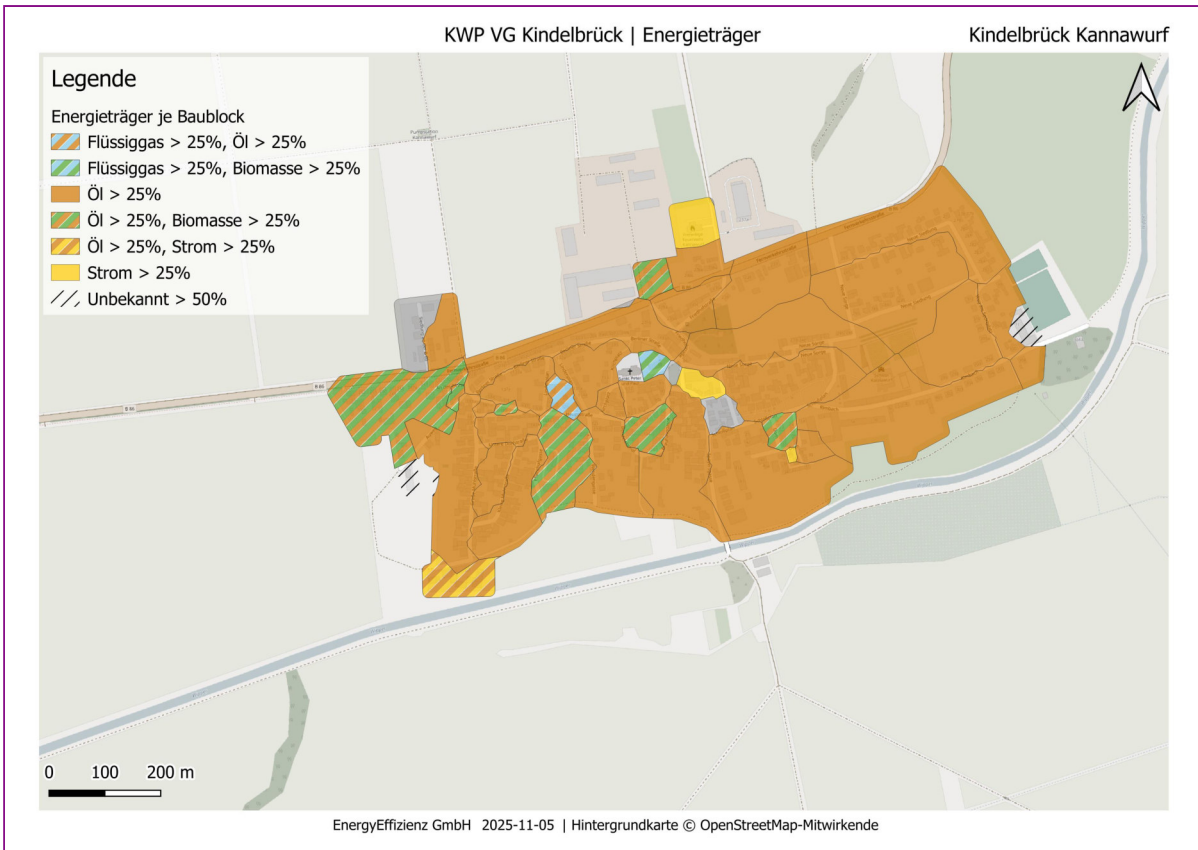 KWP VG Kindelbrück | Energieträger
Kindelbrück Kannawurf
Legende
Energieträger je Baublock
Flüssiggas > 25%, Öl > 25%
Flüssiggas > 25%, Biomasse > 25%
Öl > 25%
Öl > 25%, Biomasse > 25%
Öl > 25%, Strom > 25%
Strom > 25%
Unbekannt > 50%
0 100 200 m
EnergyEffizienz GmbH 2025-11-05 | Hintergrundkarte © OpenStreetMap-Mitwirkende